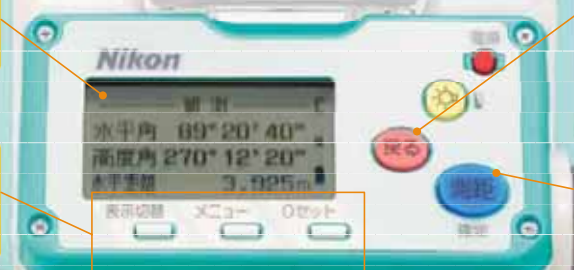 電源
Nikon
観測
水平角 89° 20' 40"
高度角 270° 12' 20"
水平距離 3.925m
戻る
測距
表示切替 メニュー 0セット
確定